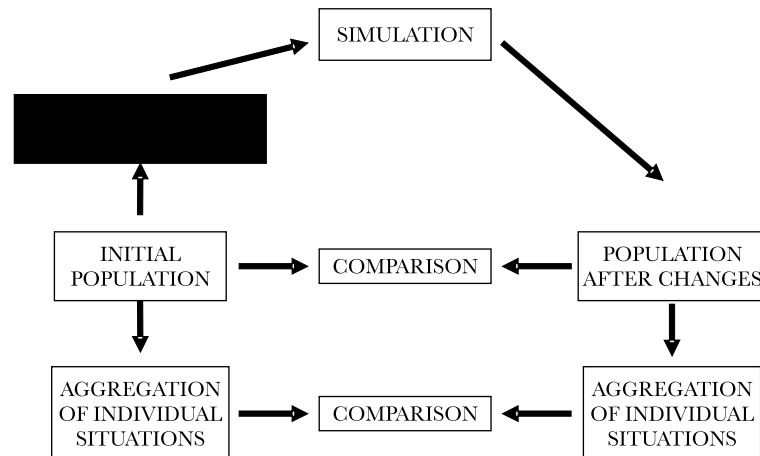 SIMULATION
INITIAL
POPULATION
COMPARISON
POPULATION
AFTER CHANGES
AGGREGATION
OF INDIVIDUAL
SITUATIONS
COMPARISON
AGGREGATION
OF INDIVIDUAL
SITUATIONS